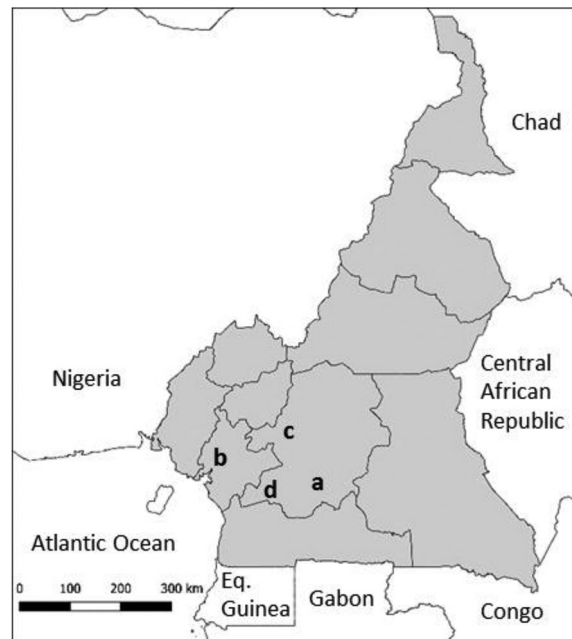 Chad
Nigeria
Central
African
Republic
c
b
a
d
Atlantic Ocean
0 100 200 300 km
Eq.
Guinea
Gabon
Congo